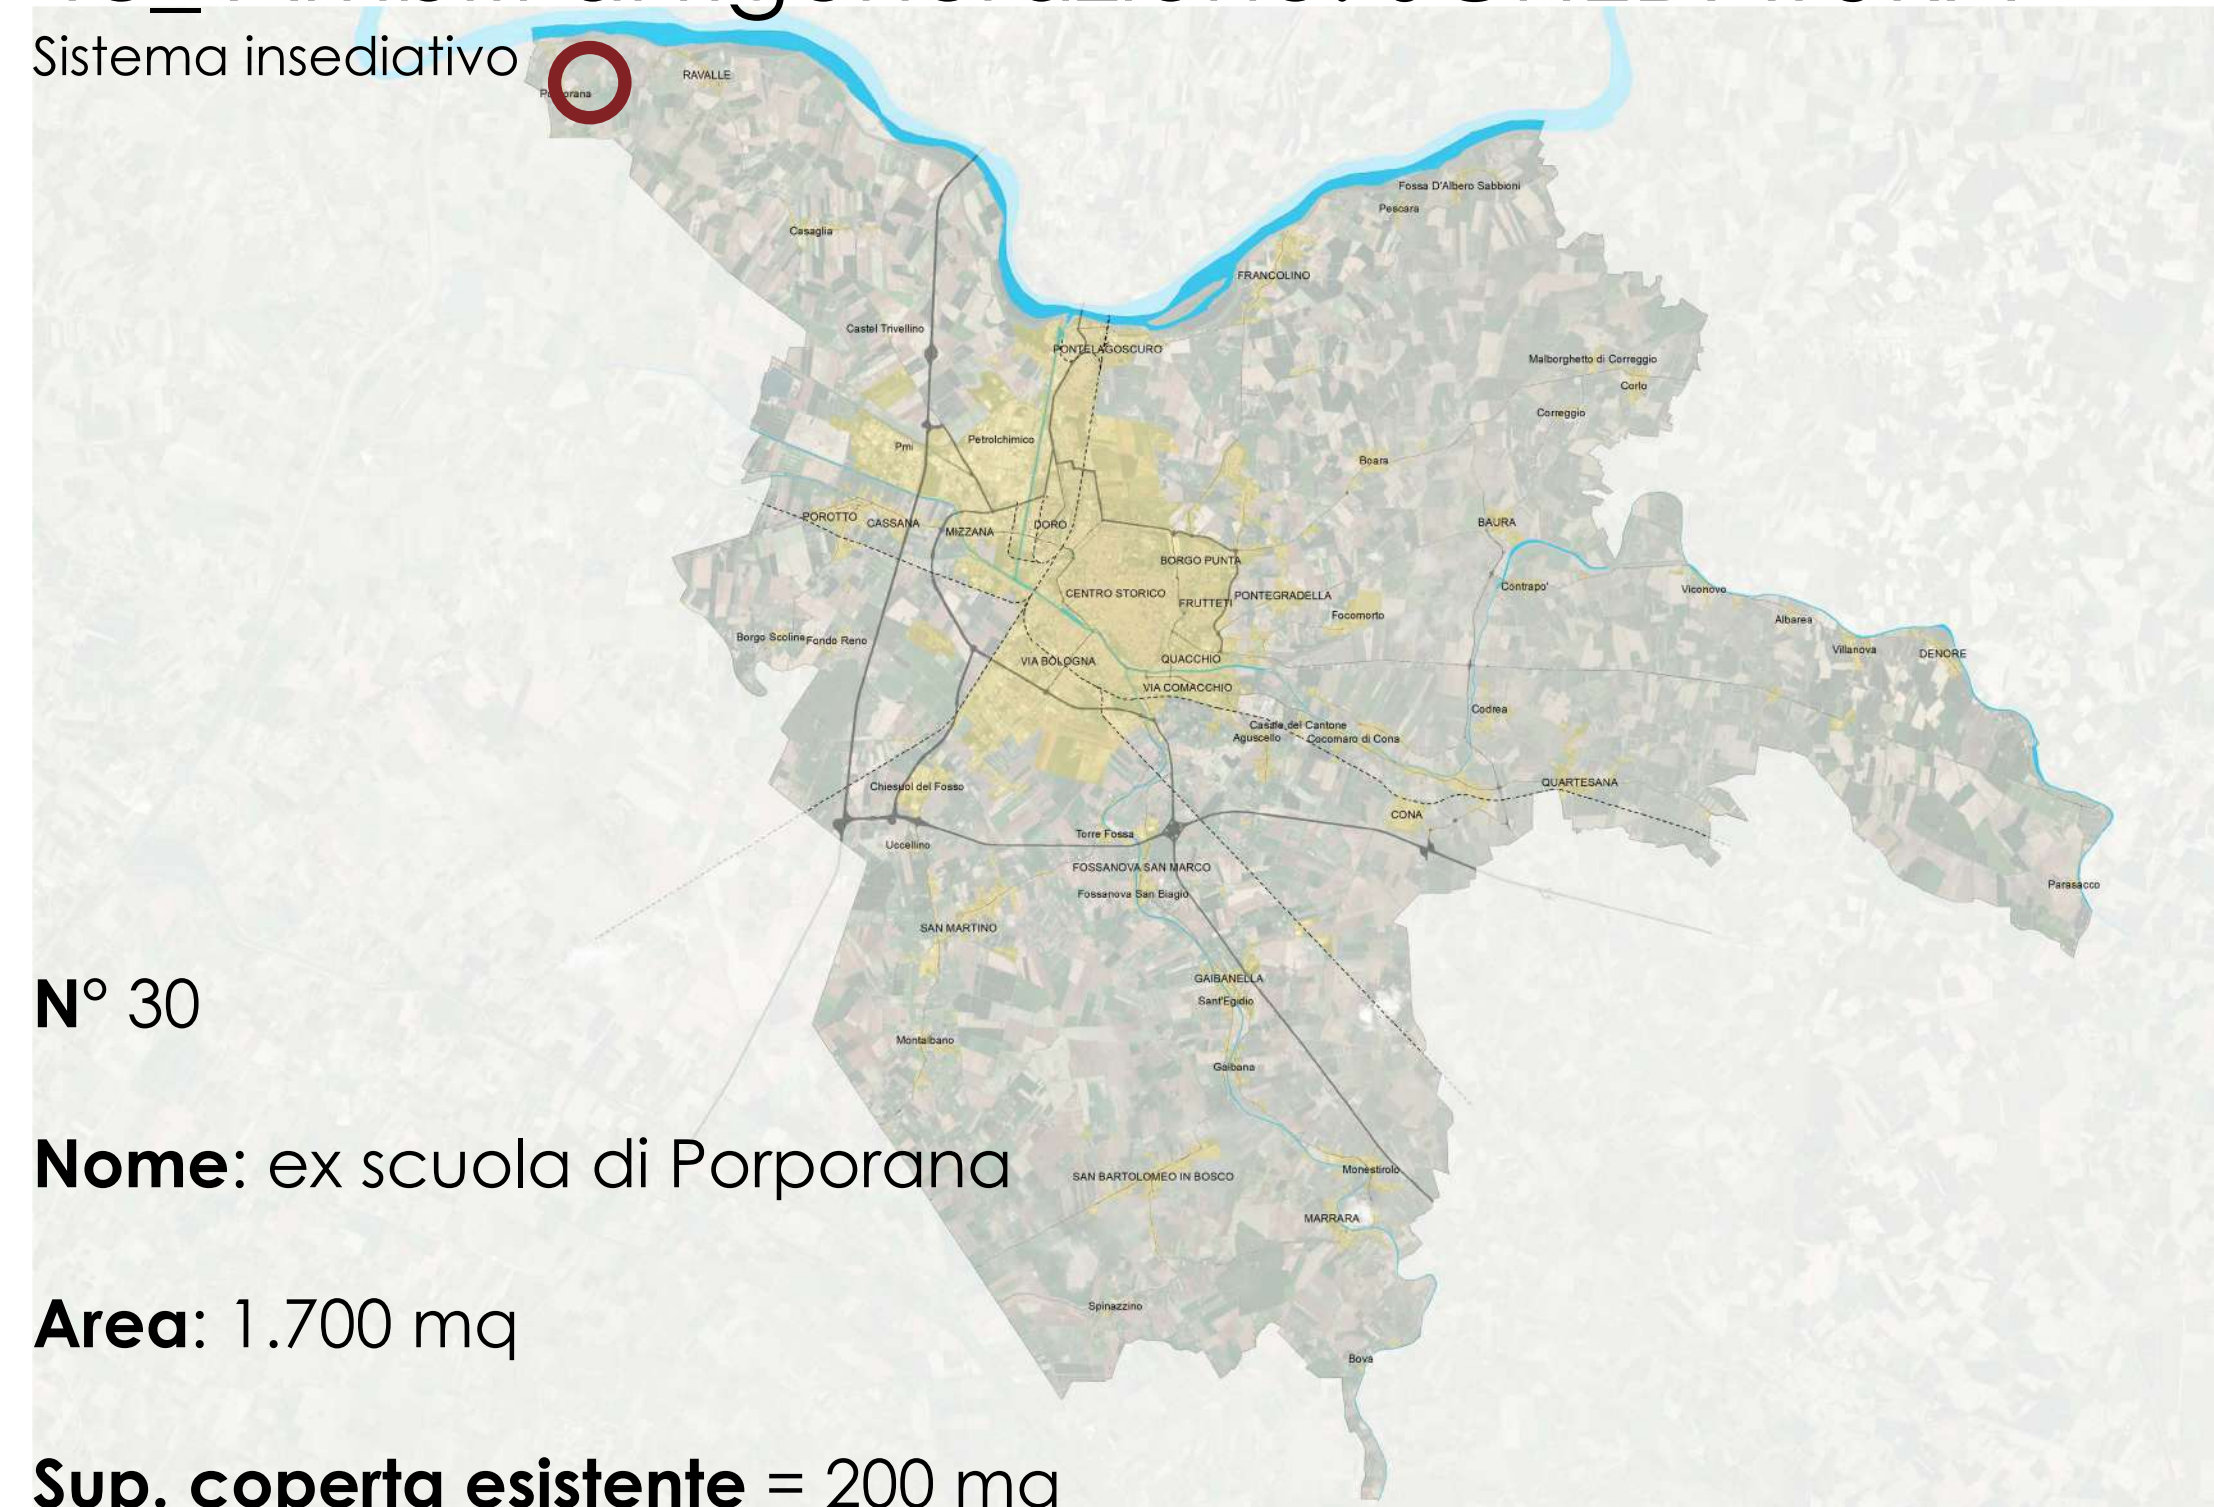 Sistema insediativo
RAVALLE
Fossa D'Albero Sabbioni
Pescara
Casaglia
FRANCOLINO
Castel Trivellino
PONTELAGOSCURO
Malborghetto di Correggio
Corlo
Correggio
Petrolchimico
Pmi
Boara
POROTTO
CASSANA
MIZZANA
DORO
BAURA
BORGO PUNTA
CENTRO STORICO
FRUTTETI
PONTEGRADELLA
Focomorto
Contrapo'
Viconovo
Albarea
Villanova
DENORE
Borgo Scoline
Fondo Reno
VIA BOLOGNA
QUACCHIO
VIA COMACCHIO
Codrea
Casale del Cantone
Aguscello
Cocomaro di Cona
Chiesuol del Fosso
QUARTESANA
CONA
Torre Fossa
Uccellino
FOSSANOVA SAN MARCO
Fossanova San Biagio
Parasacco
SAN MARTINO
GAIBANELLA
Sant'Egidio
N° 30
Montalbano
Gaibana
Nome: ex scuola di Porporana
SAN BARTOLOMEO IN BOSCO
Monestirolo
MARRARA
Area: 1.700 mq
Spinazzino
Bova
Sup. coperta esistente = 200 mq